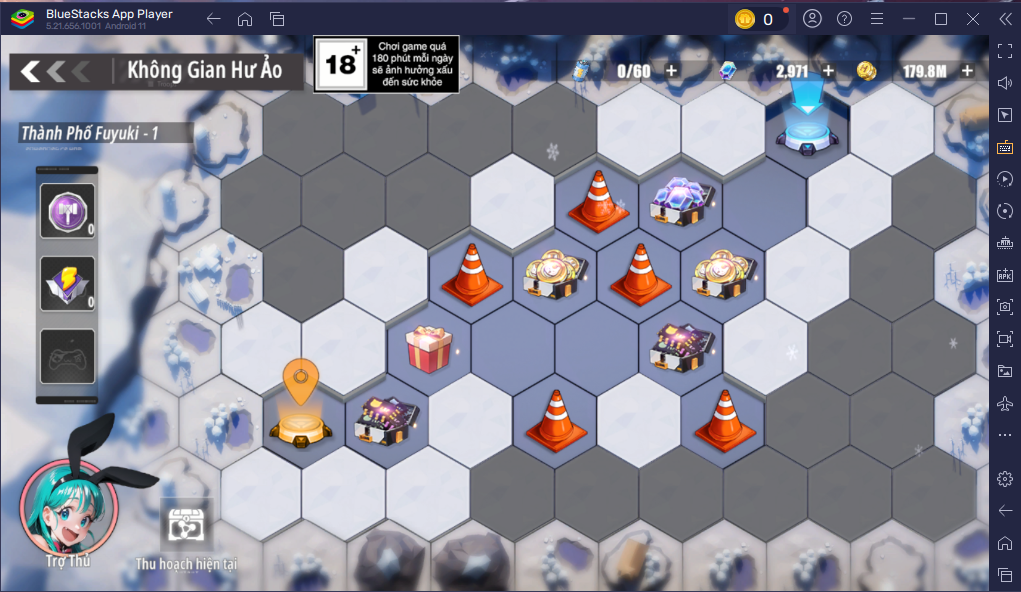 BlueStacks App Player
5.21.656.1001 Android 11
0
Không Gian Hư Ảo
18+
Chơi game quá
180 phút mỗi ngày
sẽ ảnh hưởng xấu
đến sức khỏe
0/60 +
2,971 +
179.8M +
Thành Phố Fuyuki - 1
0
0
Trợ Thủ
Thu hoạch hiện tại
APK